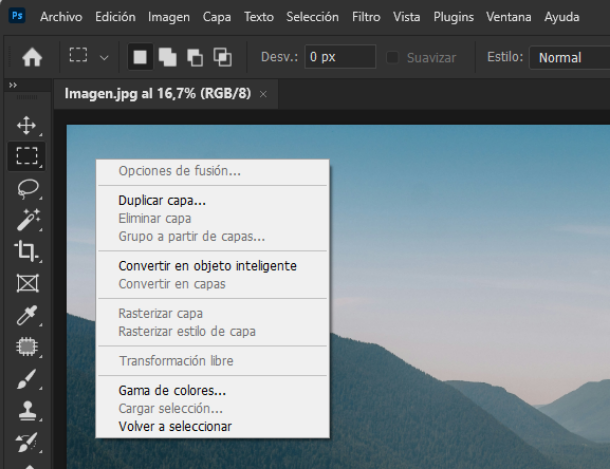 Ps Archivo Edición Imagen Capa Texto Selección Filtro Vista Plugins Ventana Ayuda
Desv.: 0 px Suavizar Estilo: Normal
Imagen.jpg al 16,7% (RGB/8) ×
Opciones de fusión...
Duplicar capa...
Eliminar capa
Grupo a partir de capas...
Convertir en objeto inteligente
Convertir en capas
Rasterizar capa
Rasterizar estilo de capa
Transformación libre
Gama de colores...
Cargar selección...
Volver a seleccionar